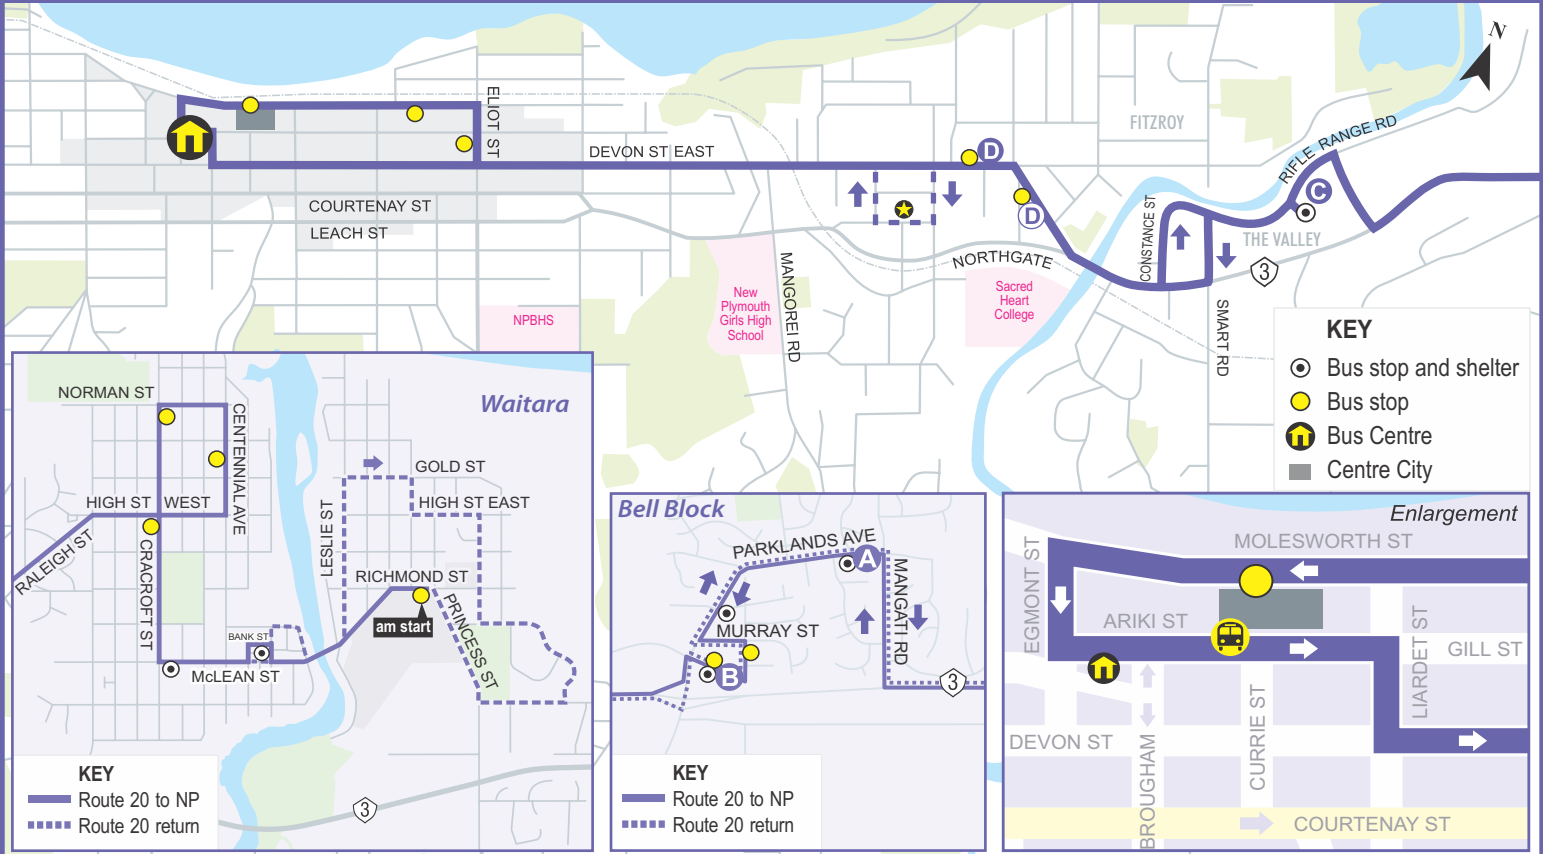 N
ELIOT ST
DEVON ST EAST
D
FITZROY
RIFLE RANGE RD
C
COURTENAY ST
LEACH ST
D
CONSTANCE ST
THE VALLEY
NORTHGATE
3
MANGOREI RD
New
Plymouth
Girls High
School
Sacred
Heart
College
NPBHS
SMART RD
KEY
Bus stop and shelter
Bus stop
Bus Centre
Centre City
Waitara
NORMAN ST
CENTENNIAL AVE
GOLD ST
HIGH ST WEST
HIGH ST EAST
LESLIE ST
RALEIGH ST
CRACROFT ST
RICHMOND ST
am start
PRINCESS ST
BANK ST
McLEAN ST
KEY
Route 20 to NP
Route 20 return
3
Bell Block
PARKLANDS AVE
A
MANGATI RD
MURRAY ST
B
3
KEY
Route 20 to NP
Route 20 return
Enlargement
MOLESWORTH ST
EGMONT ST
ARIKI ST
LIARDET ST
GILL ST
CURRIE ST
DEVON ST
BROUGHAM
COURTENAY ST